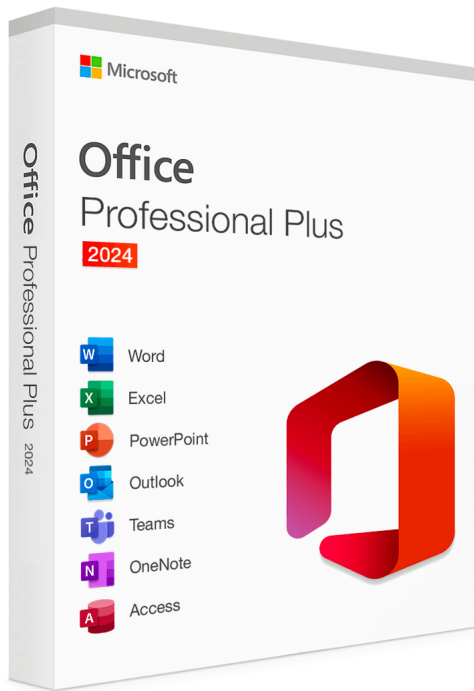 Microsoft
Office
Professional Plus
2024
Office Professional Plus 2024
W Word
X Excel
P PowerPoint
O Outlook
T Teams
N OneNote
A Access